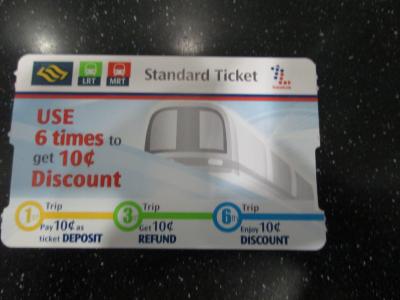 LRT MRT Standard Ticket
USE
6 times to
get 10¢
Discount
1st Trip
Pay 10¢ as
ticket DEPOSIT
3rd Trip
Get 10¢
REFUND
6th Trip
Enjoy 10¢
DISCOUNT